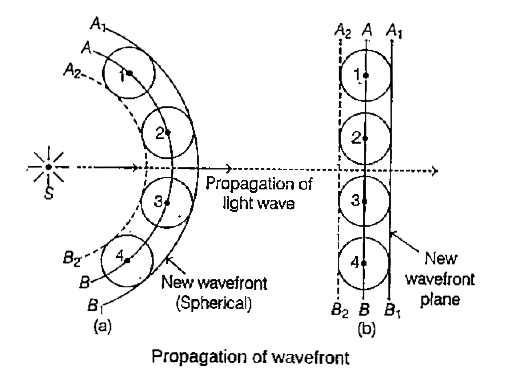 A₁
A
A₂
1
2
3
4
S
B₂
B
B₁
(a)
New wavefront
(Spherical)
Propagation of
light wave
A₂ A A₁
1
2
3
4
B₂ B B₁
(b)
New
wavefront
plane
Propagation of wavefront